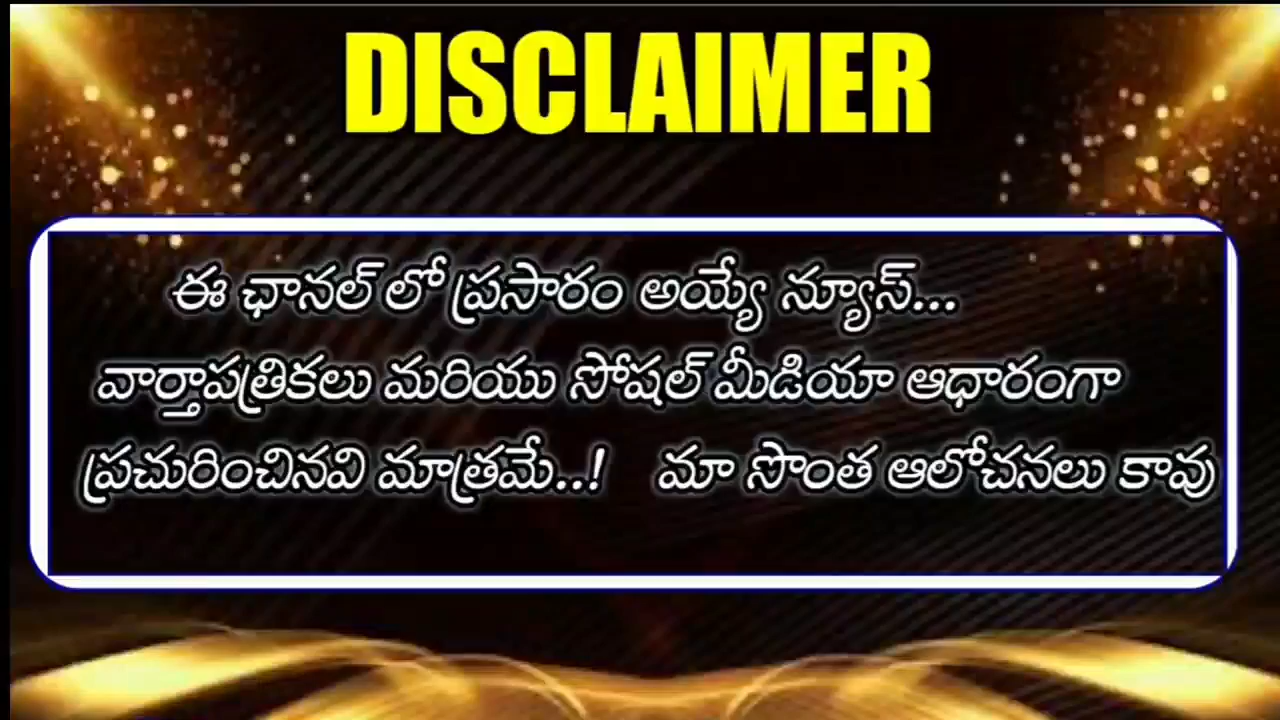 DISCLAIMER
ఈ ఛానల్ లో ప్రసారం అయ్యే న్యూస్...
వార్తాపత్రికలు మరియు సోషల్ మీడియా ఆధారంగా
ప్రచురించినవి మాత్రమే..! మా సొంత ఆలోచనలు కావు